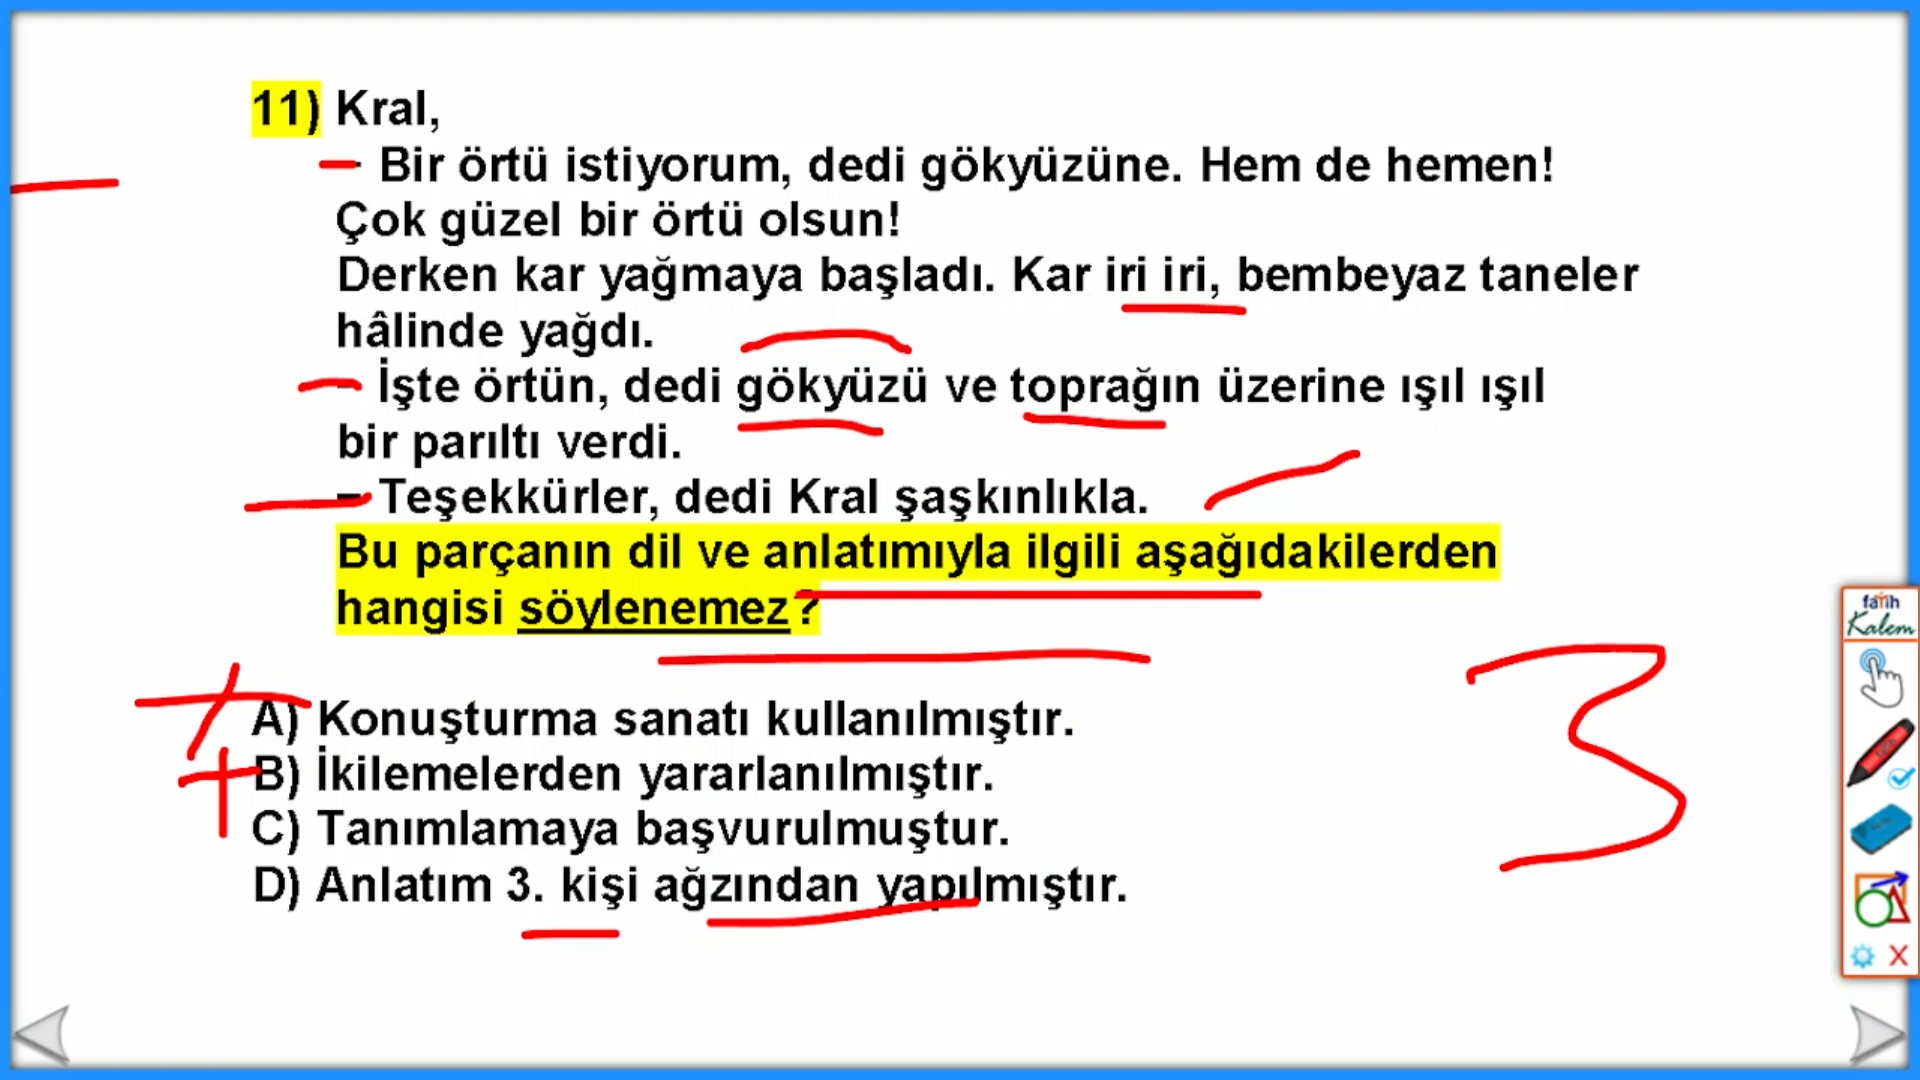 11) Kral,
– Bir örtü istiyorum, dedi gökyüzüne. Hem de hemen!
Çok güzel bir örtü olsun!
Derken kar yağmaya başladı. Kar iri iri, bembeyaz taneler
hâlinde yağdı.
– İşte örtün, dedi gökyüzü ve toprağın üzerine ışıl ışıl
bir parıltı verdi.
– Teşekkürler, dedi Kral şaşkınlıkla.
Bu parçanın dil ve anlatımıyla ilgili aşağıdakilerden
hangisi söylenemez?
A) Konuşturma sanatı kullanılmıştır.
B) İkilemelerden yararlanılmıştır.
C) Tanımlamaya başvurulmuştur.
D) Anlatım 3. kişi ağzından yapılmıştır.
3
fatih
Kalem